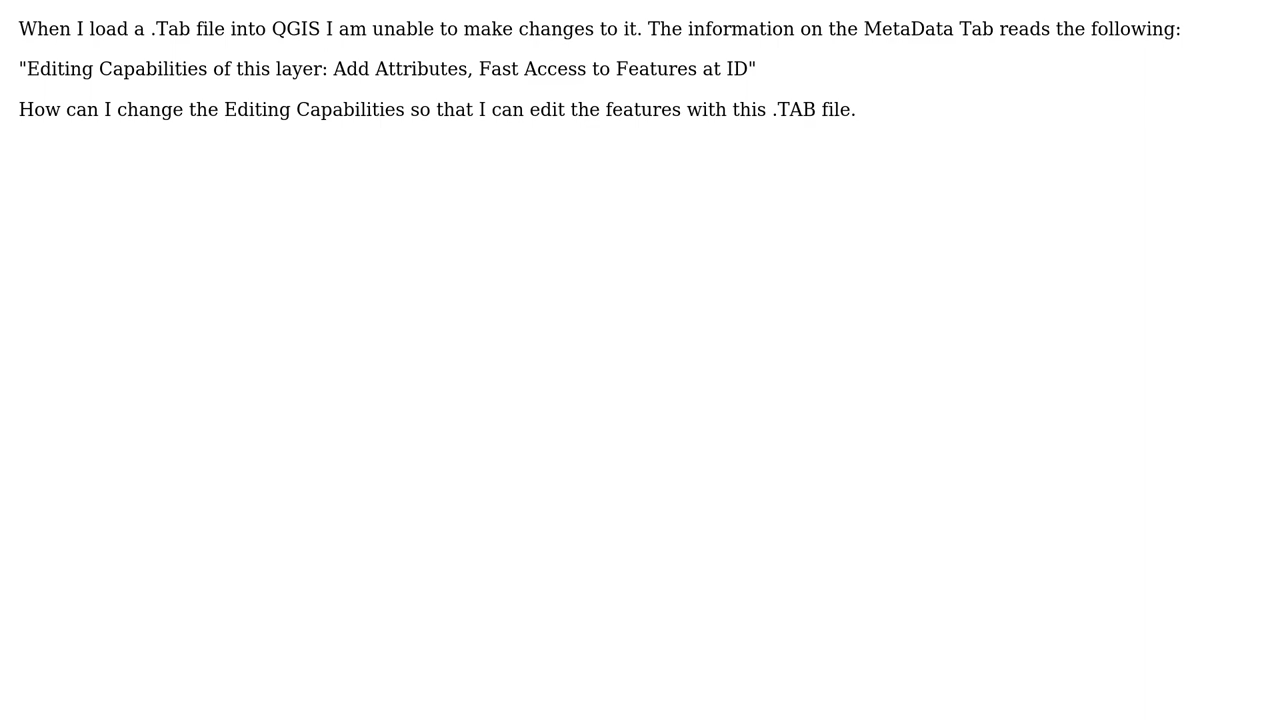 When I load a .Tab file into QGIS I am unable to make changes to it. The information on the MetaData Tab reads the following:
"Editing Capabilities of this layer: Add Attributes, Fast Access to Features at ID"
How can I change the Editing Capabilities so that I can edit the features with this .TAB file.